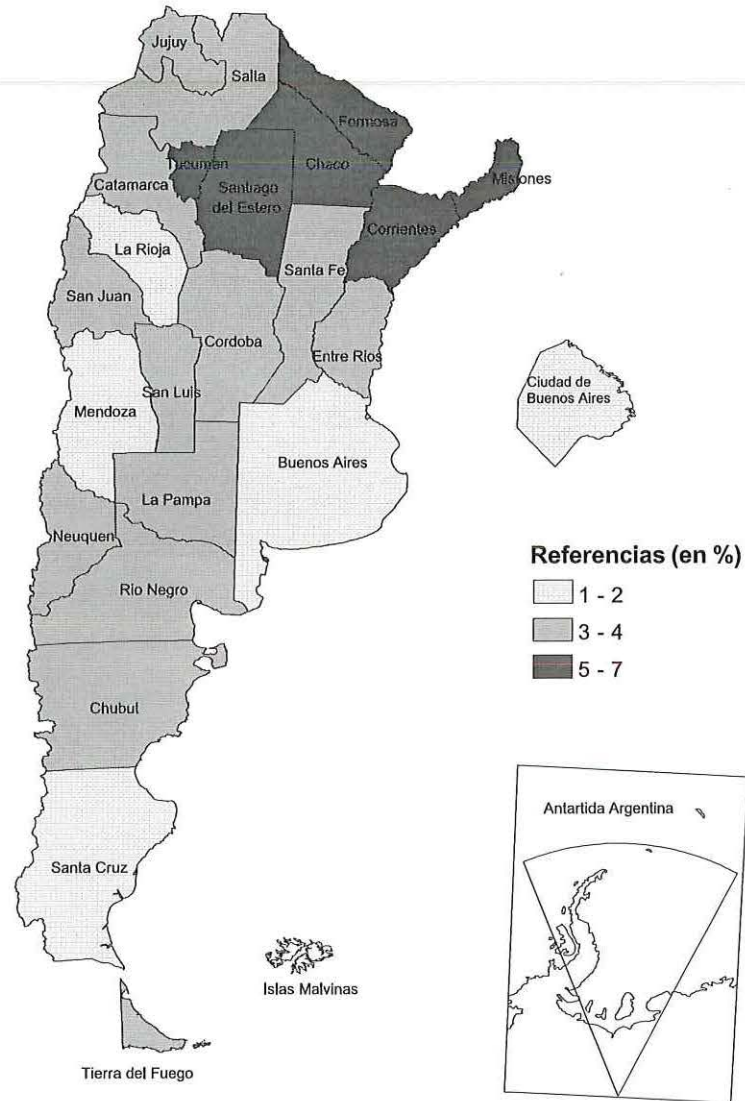 Jujuy
Salla
Formosa
Tucuman
Chaco
Misiones
Catamarca
Santiago
del Estero
Corrientes
La Rioja
Santa Fe
San Juan
Cordoba
Entre Rios
Ciudad de
Buenos Aires
San Luis
Mendoza
Buenos Aires
La Pampa
Neuquen
Referencias (en %)
Rio Negro
1 - 2
3 - 4
5 - 7
Chubut
Antartida Argentina
Santa Cruz
Islas Malvinas
Tierra del Fuego